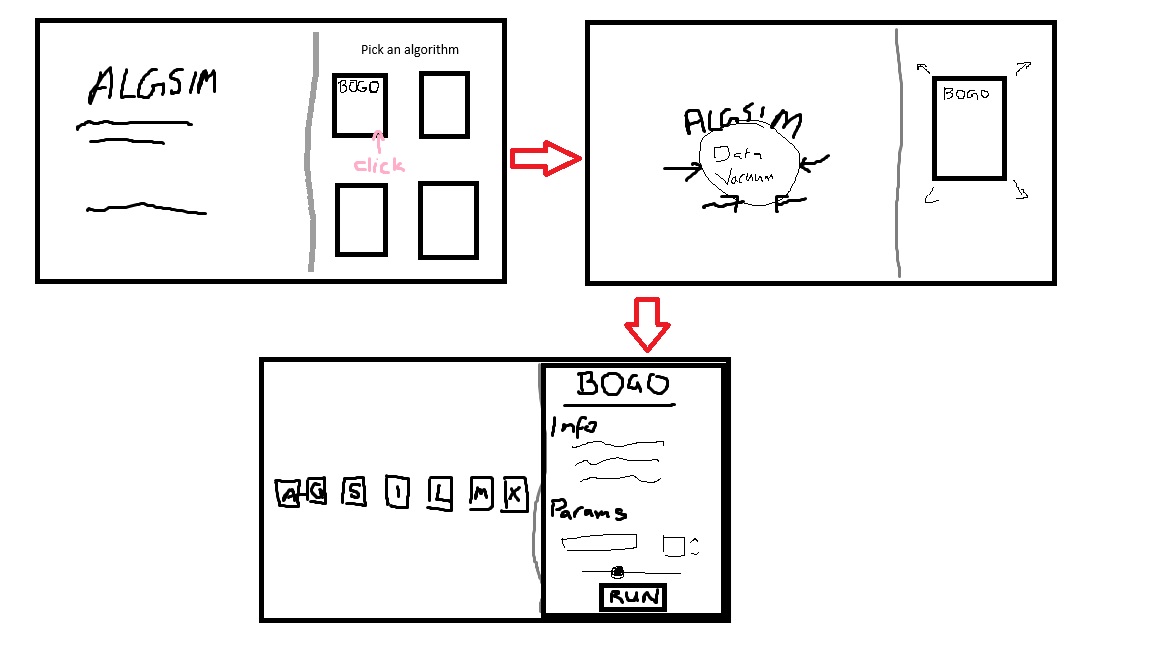 ALGSIM
Pick an algorithm
BOGO
click
ALGSIM
Data
Vacuum
BOGO
A G S I L M X
BOGO
Info
Params
RUN